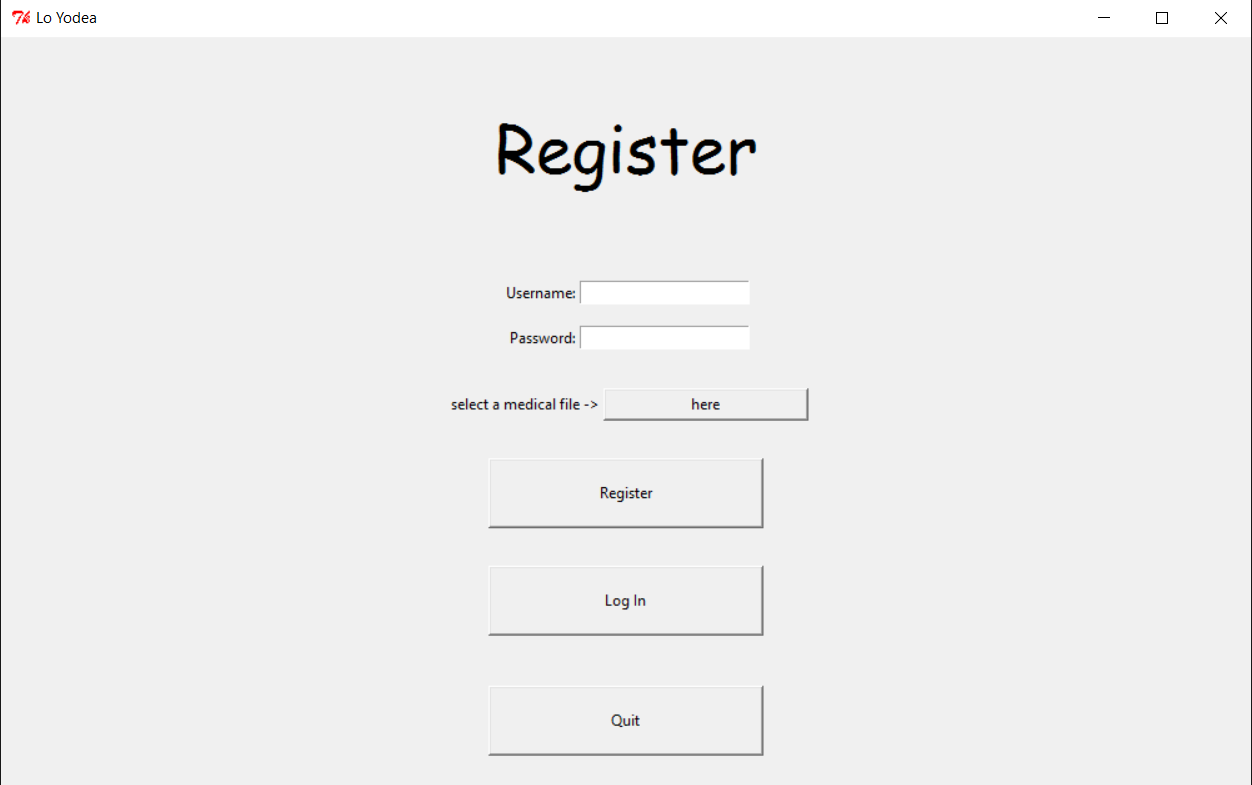 Lo Yodea
Register
Username:
Password:
select a medical file -> here
Register
Log In
Quit